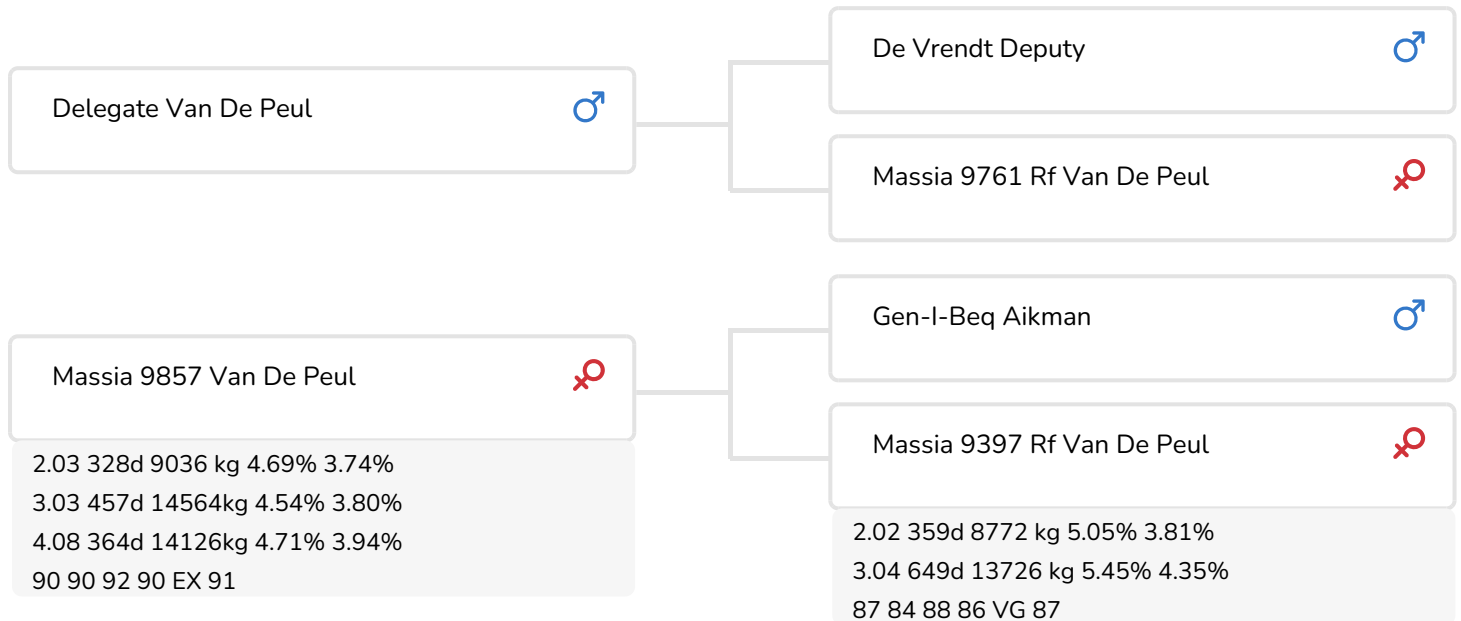 De Vrendt Deputy
Delegate Van De Peul
Massia 9761 Rf Van De Peul
Gen-I-Beq Aikman
Massia 9857 Van De Peul
2.03 328d 9036 kg 4.69% 3.74%
3.03 457d 14564kg 4.54% 3.80%
4.08 364d 14126kg 4.71% 3.94%
90 90 92 90 EX 91
Massia 9397 Rf Van De Peul
2.02 359d 8772 kg 5.05% 3.81%
3.04 649d 13726 kg 5.45% 4.35%
87 84 88 86 VG 87